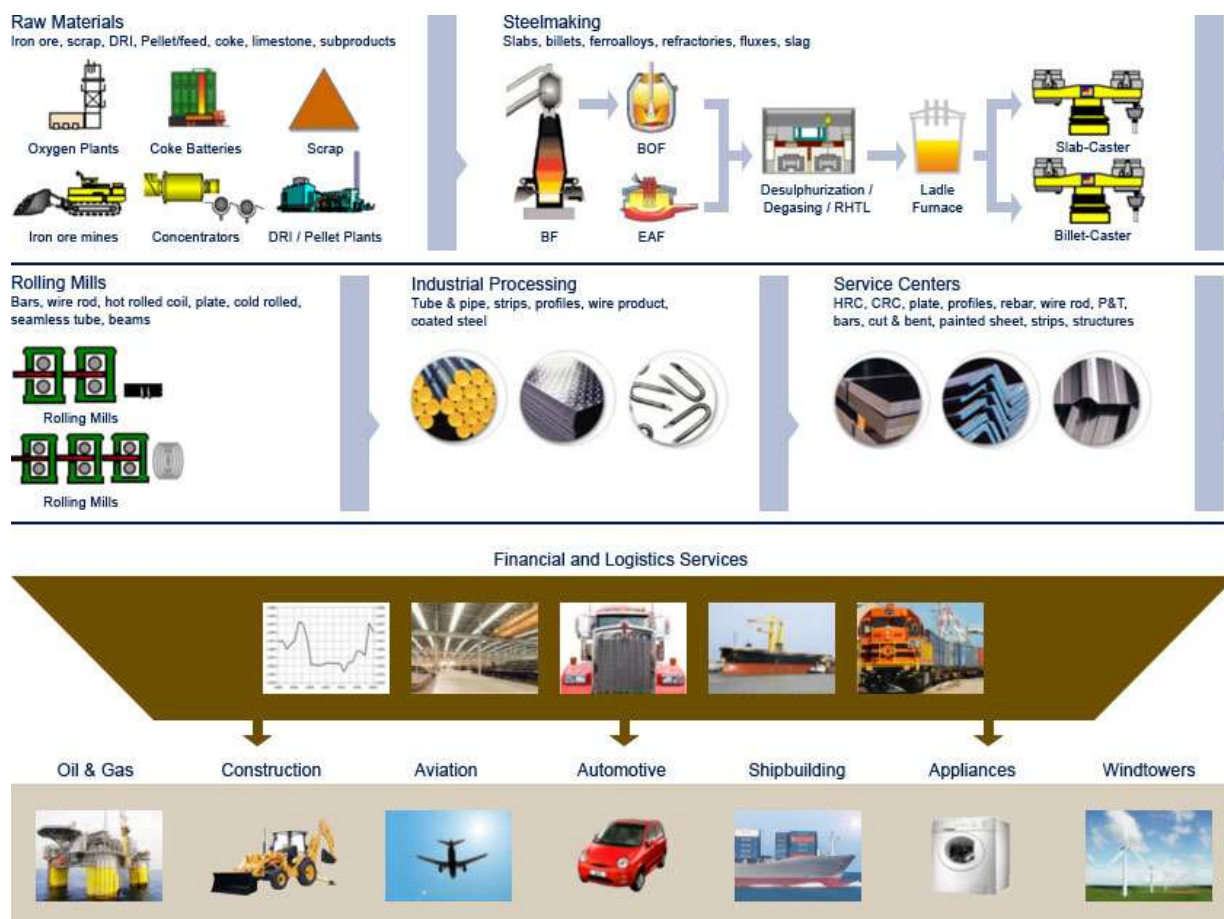 Raw Materials
Iron ore, scrap, DRI, Pellet/feed, coke, limestone, subproducts
Oxygen Plants
Coke Batteries
Scrap
Iron ore mines
Concentrators
DRI / Pellet Plants
Steelmaking
Slabs, billets, ferroalloys, refractories, fluxes, slag
BF
BOF
EAF
Desulphurization /
Degasing / RHTL
Ladle
Furnace
Slab-Caster
Billet-Caster
Rolling Mills
Bars, wire rod, hot rolled coil, plate, cold rolled,
seamless tube, beams
Rolling Mills
Rolling Mills
Industrial Processing
Tube & pipe, strips, profiles, wire product,
coated steel
Service Centers
HRC, CRC, plate, profiles, rebar, wire rod, P&T,
bars, cut & bent, painted sheet, strips, structures
Financial and Logistics Services
Oil & Gas
Construction
Aviation
Automotive
Shipbuilding
Appliances
Windtowers